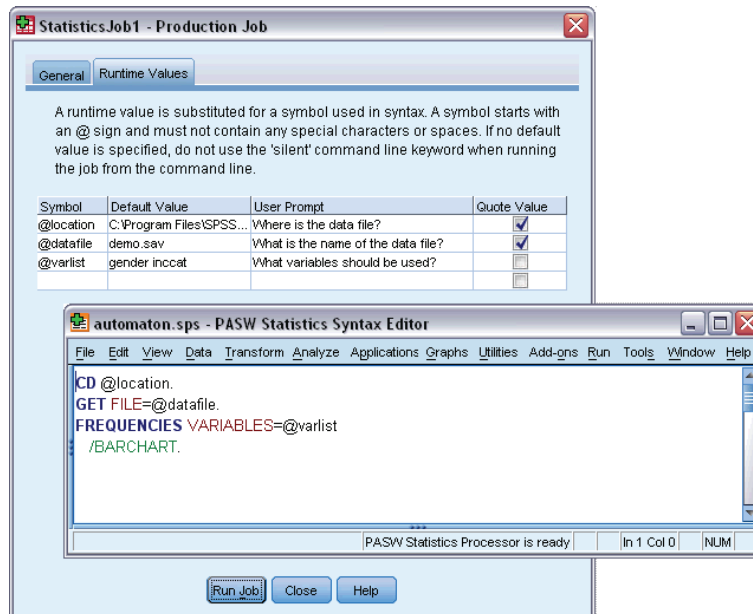 StatisticsJob1 - Production Job
General Runtime Values
A runtime value is substituted for a symbol used in syntax. A symbol starts with
an @ sign and must not contain any special characters or spaces. If no default
value is specified, do not use the 'silent' command line keyword when running
the job from the command line.
Symbol Default Value User Prompt Quote Value
@location C:\Program Files\SPSS... Where is the data file?
@datafile demo.sav What is the name of the data file?
@varlist gender inccat What variables should be used?
automaton.sps - PASW Statistics Syntax Editor
File Edit View Data Transform Analyze Applications Graphs Utilities Add-ons Run Tools Window Help
CD @location.
GET FILE=@datafile.
FREQUENCIES VARIABLES=@varlist
/BARCHART.
PASW Statistics Processor is ready In 1 Col 0 NUM
Run Job Close Help